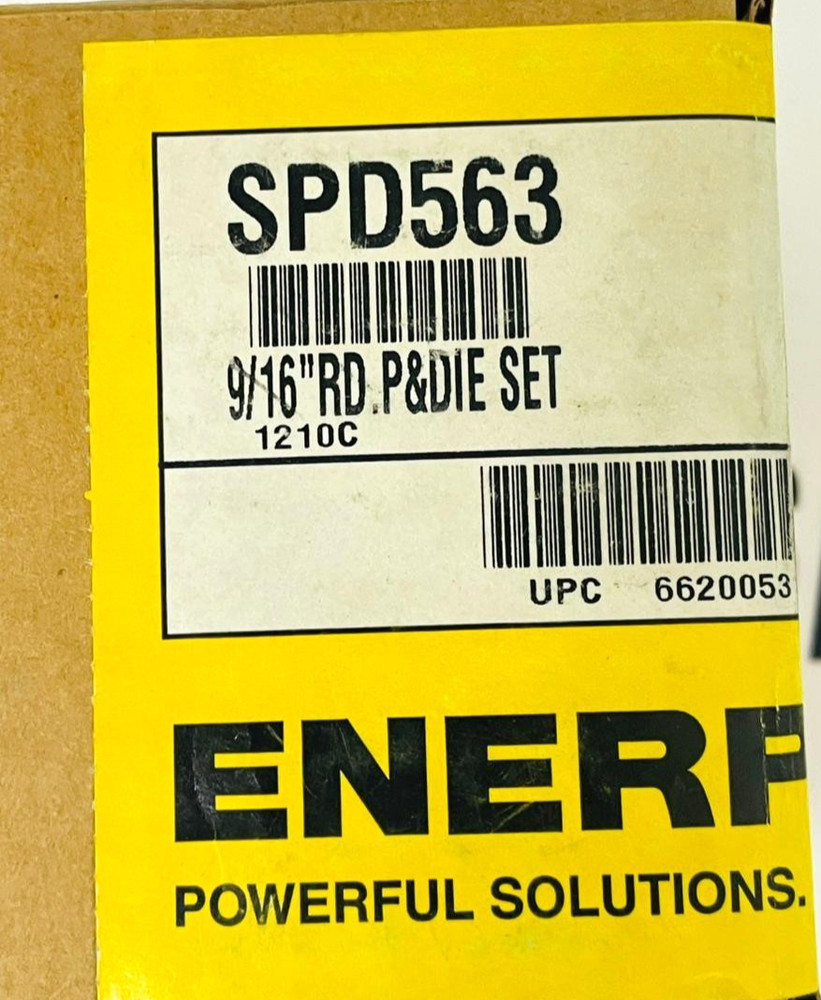 SPD563
9/16"RD.P&DIE SET
1210C
UPC 6620053
ENERP
POWERFUL SOLUTIONS.